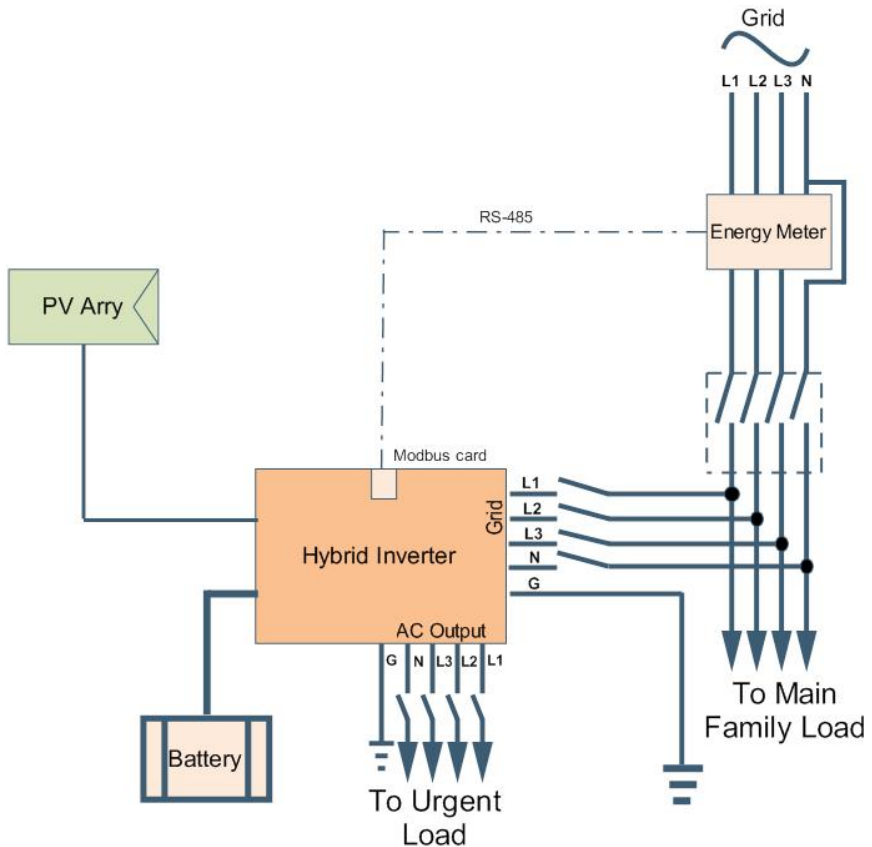 Grid
L1 L2 L3 N
RS-485
Energy Meter
PV Arry
Modbus card
L1
L2
L3
N
G
Grid
Hybrid Inverter
AC Output
G N L3 L2 L1
To Main
Family Load
Battery
To Urgent
Load